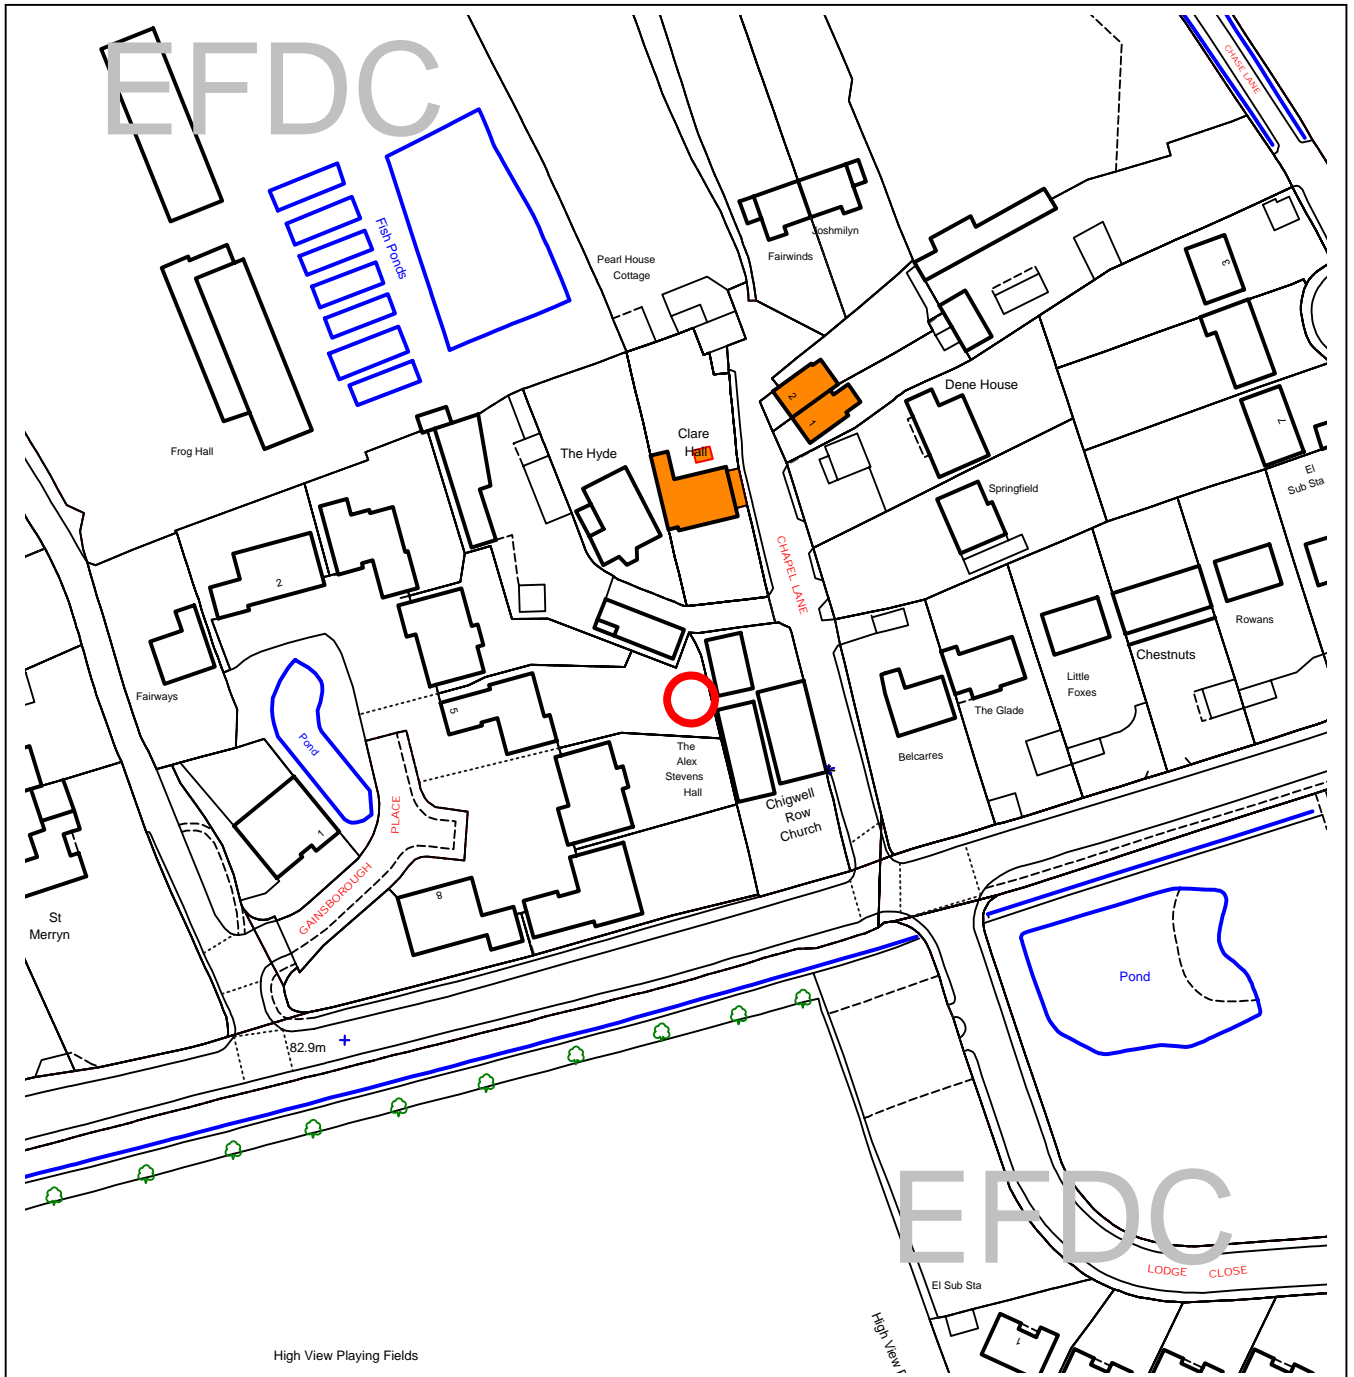 EFDC
CHASE LANE
Fish Ponds
Joshmilyn
Fairwinds
Pearl House
Cottage
3
Dene House
2
1
7
Clare
Hall
The Hyde
Frog Hall
El
Sub Sta
Springfield
CHAPEL LANE
2
Rowans
Chestnuts
Little
Foxes
Fairways
The Glade
5
Pond
Belcarres
The
Alex
Stevens
Hall
Chigwell
Row
Church
PLACE
1
GAINSBOROUGH
8
St
Merryn
Pond
82.9m
EFDC
LODGE CLOSE
El Sub Sta
1
High View
High View Playing Fields